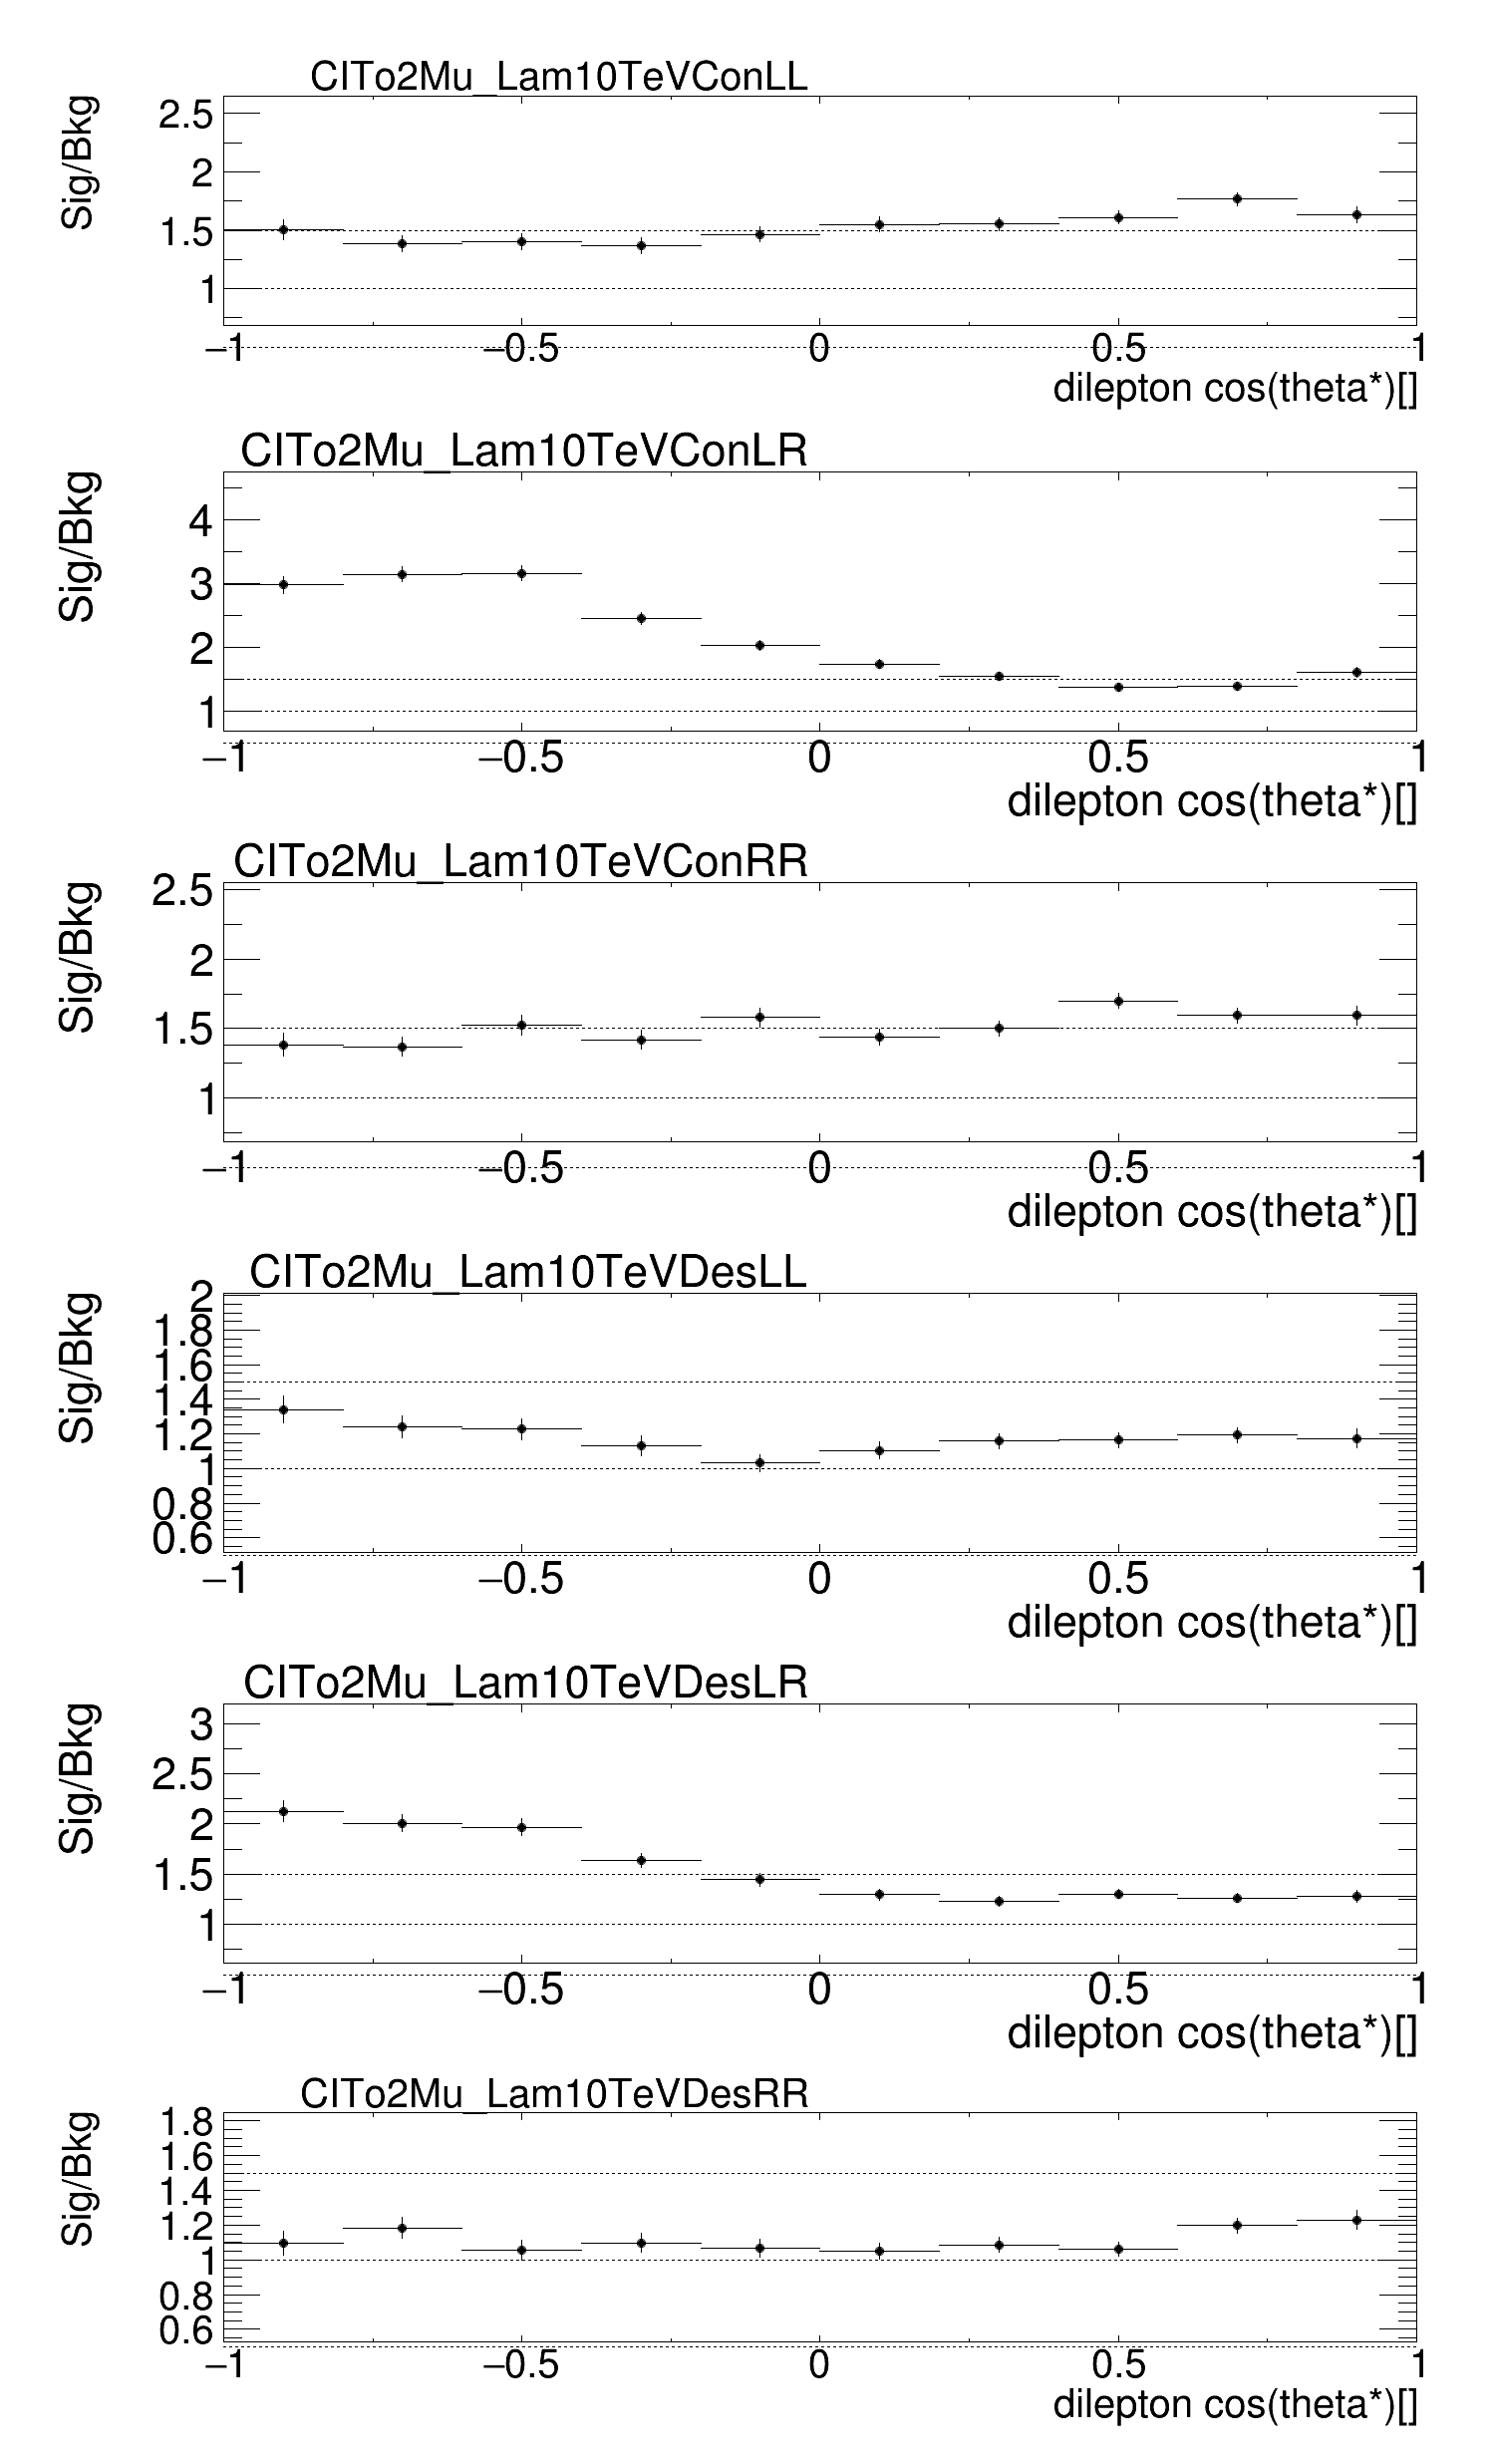 CITo2Mu_Lam10TeVConLL
Sig/Bkg
2.5
2
1.5
1
−1 −0.5 0 0.5 1
dilepton cos(theta*)[]
CITo2Mu_Lam10TeVConLR
Sig/Bkg
4
3
2
1
−1 −0.5 0 0.5 1
dilepton cos(theta*)[]
CITo2Mu_Lam10TeVConRR
Sig/Bkg
2.5
2
1.5
1
−1 −0.5 0 0.5 1
dilepton cos(theta*)[]
CITo2Mu_Lam10TeVDesLL
Sig/Bkg
2
1.8
1.6
1.4
1.2
1
0.8
0.6
−1 −0.5 0 0.5 1
dilepton cos(theta*)[]
CITo2Mu_Lam10TeVDesLR
Sig/Bkg
3
2.5
2
1.5
1
−1 −0.5 0 0.5 1
dilepton cos(theta*)[]
CITo2Mu_Lam10TeVDesRR
Sig/Bkg
1.8
1.6
1.4
1.2
1
0.8
0.6
−1 −0.5 0 0.5 1
dilepton cos(theta*)[]